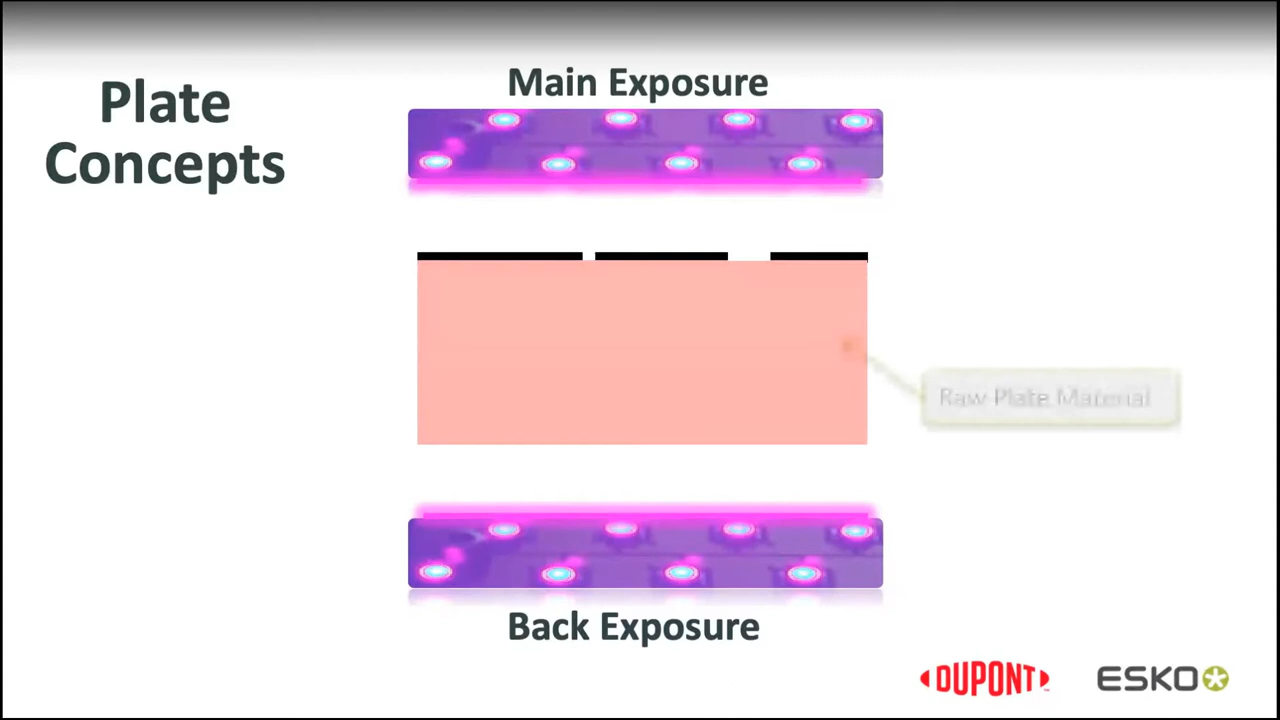 Plate
Concepts
Main Exposure
Raw Plate Material
Back Exposure
DUPONT
ESKO